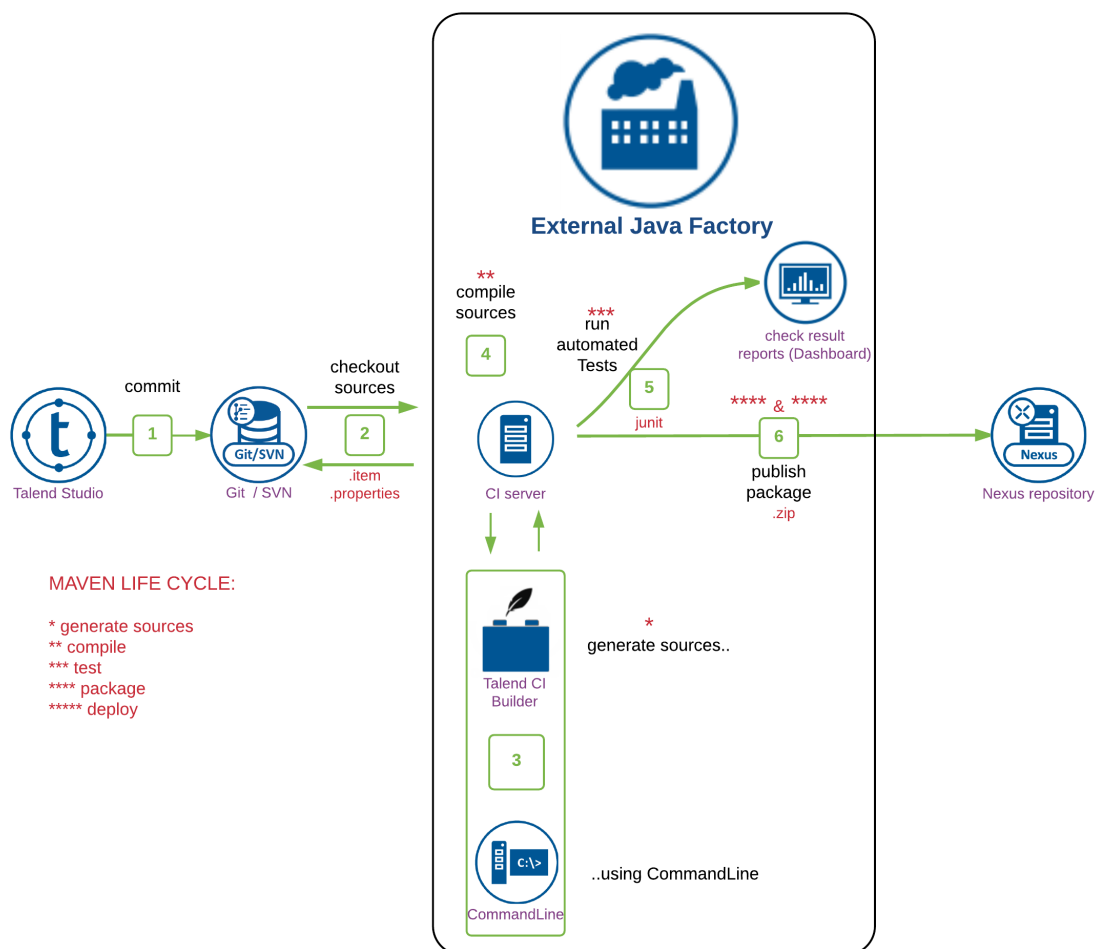 External Java Factory
**
compile
sources
4
***
run
automated
Tests
5
junit
check result
reports (Dashboard)
commit
1
checkout
sources
2
.item
.properties
t
Talend Studio
Git/SVN
Git / SVN
CI server
**** & ****
6
publish
package
.zip
Nexus
Nexus repository
MAVEN LIFE CYCLE:
* generate sources
** compile
*** test
**** package
***** deploy
*
generate sources..
Talend CI
Builder
3
C:\>
CommandLine
..using CommandLine